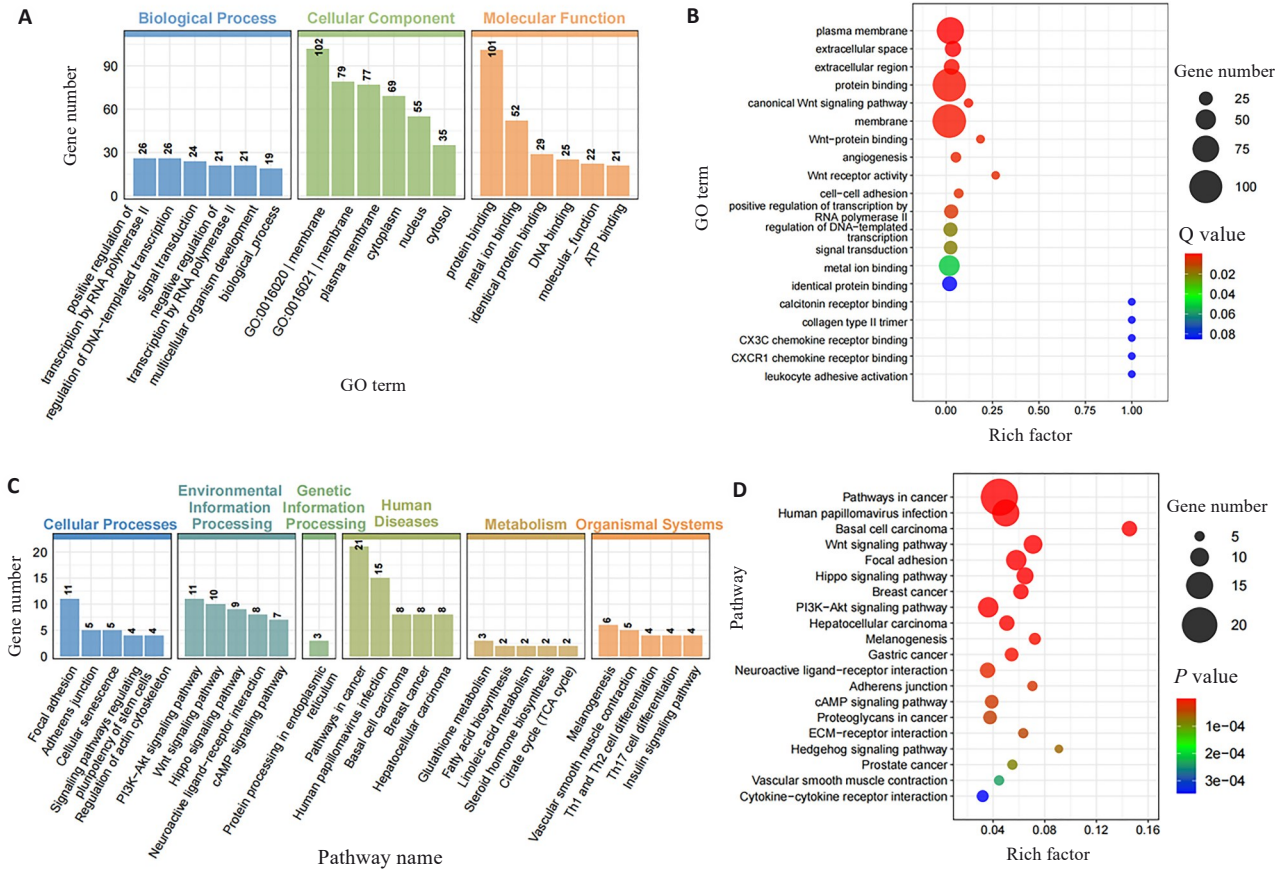 A
Biological Process
Cellular Component
Molecular Function
Gene number
90
60
30
0
26
26
24
21
21
19
102
79
77
69
55
35
101
52
29
25
22
21
positive regulation of
transcription by RNA polymerase II
regulation of DNA−templated transcription
signal transduction
negative regulation of
transcription by RNA polymerase II
multicellular organism development
biological_process
GO:0016020 | membrane
GO:0016021 | membrane
plasma membrane
cytoplasm
nucleus
cytosol
protein binding
metal ion binding
identical protein binding
DNA binding
molecular_function
ATP binding
GO term
B
GO term
plasma membrane
extracellular space
extracellular region
protein binding
canonical Wnt signaling pathway
membrane
Wnt−protein binding
angiogenesis
Wnt receptor activity
cell−cell adhesion
positive regulation of transcription by
RNA polymerase II
regulation of DNA−templated
transcription
signal transduction
metal ion binding
identical protein binding
calcitonin receptor binding
collagen type II trimer
CX3C chemokine receptor binding
CXCR1 chemokine receptor binding
leukocyte adhesive activation
0.00
0.25
0.50
0.75
1.00
Rich factor
Gene number
25
50
75
100
Q value
0.02
0.04
0.06
0.08
C
Cellular Processes
Environmental
Information
Processing
Genetic
Information
Processing
Human
Diseases
Metabolism
Organismal Systems
Gene number
20
15
10
5
0
11
5
5
4
4
11
10
9
8
7
3
21
15
8
8
8
3
2
2
2
2
6
5
4
4
4
Focal adhesion
Adherens junction
Cellular senescence
Signaling pathways regulating
pluripotency of stem cells
Regulation of actin cytoskeleton
PI3K−Akt signaling pathway
Wnt signaling pathway
Hippo signaling pathway
Neuroactive ligand−receptor interaction
cAMP signaling pathway
Protein processing in endoplasmic
reticulum
Pathways in cancer
Human papillomavirus infection
Basal cell carcinoma
Breast cancer
Hepatocellular carcinoma
Glutathione metabolism
Fatty acid biosynthesis
Linoleic acid metabolism
Steroid hormone biosynthesis
Citrate cycle (TCA cycle)
Melanogenesis
Vascular smooth muscle contraction
Th1 and Th2 cell differentiation
Th17 cell differentiation
Insulin signaling pathway
Pathway name
D
Pathway
Pathways in cancer
Human papillomavirus infection
Basal cell carcinoma
Wnt signaling pathway
Focal adhesion
Hippo signaling pathway
Breast cancer
PI3K−Akt signaling pathway
Hepatocellular carcinoma
Melanogenesis
Gastric cancer
Neuroactive ligand−receptor interaction
Adherens junction
cAMP signaling pathway
Proteoglycans in cancer
ECM−receptor interaction
Hedgehog signaling pathway
Prostate cancer
Vascular smooth muscle contraction
Cytokine−cytokine receptor interaction
0.04
0.08
0.12
0.16
Rich factor
Gene number
5
10
15
20
P value
1e−04
2e−04
3e−04